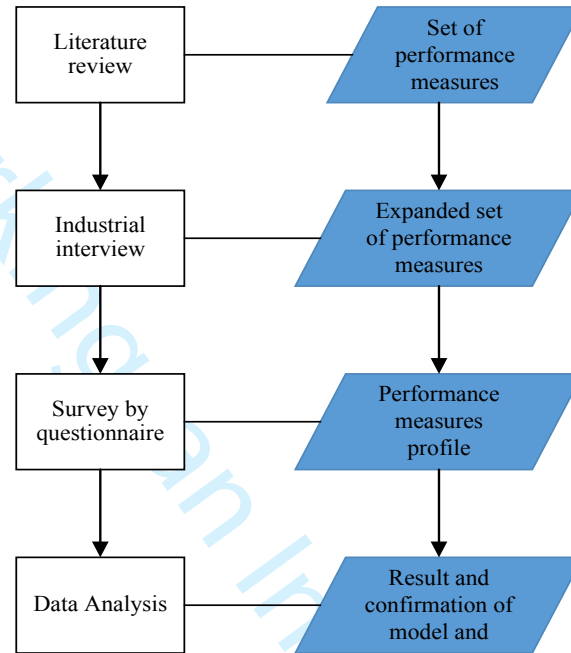 Literature
review
Set of
performance
measures
Industrial
interview
Expanded set
of performance
measures
Survey by
questionnaire
Performance
measures
profile
Data Analysis
Result and
confirmation of
model and